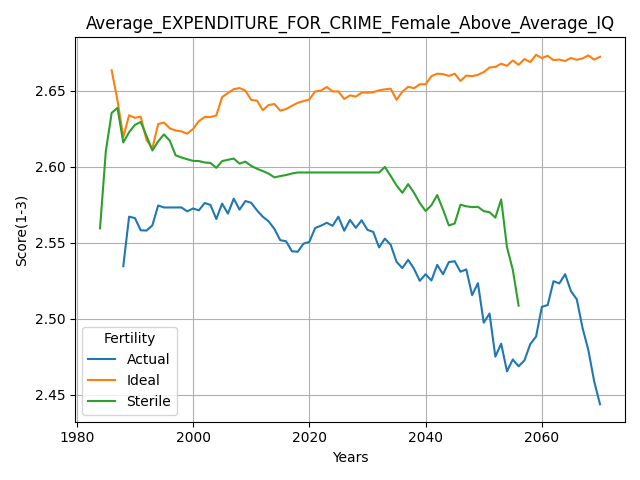 Average_EXPENDITURE_FOR_CRIME_Female_Above_Average_IQ
Score(1-3)
2.65
2.60
2.55
2.50
2.45
Fertility
Actual
Ideal
Sterile
1980
2000
2020
2040
2060
Years